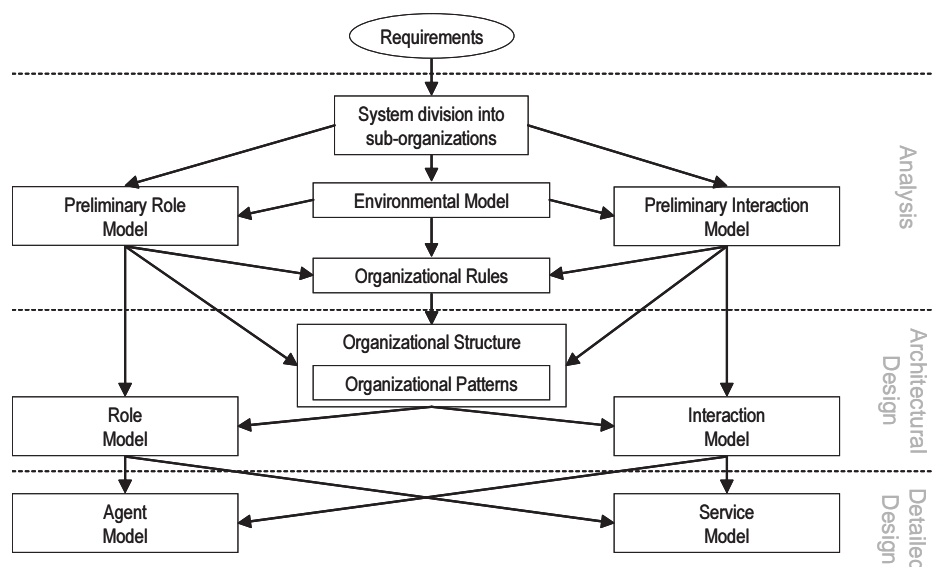 Requirements
System division into
sub-organizations
Analysis
Preliminary Role
Model
Environmental Model
Preliminary Interaction
Model
Organizational Rules
Organizational Structure
Organizational Patterns
Architectural
Design
Role
Model
Interaction
Model
Agent
Model
Service
Model
Detailed
Design